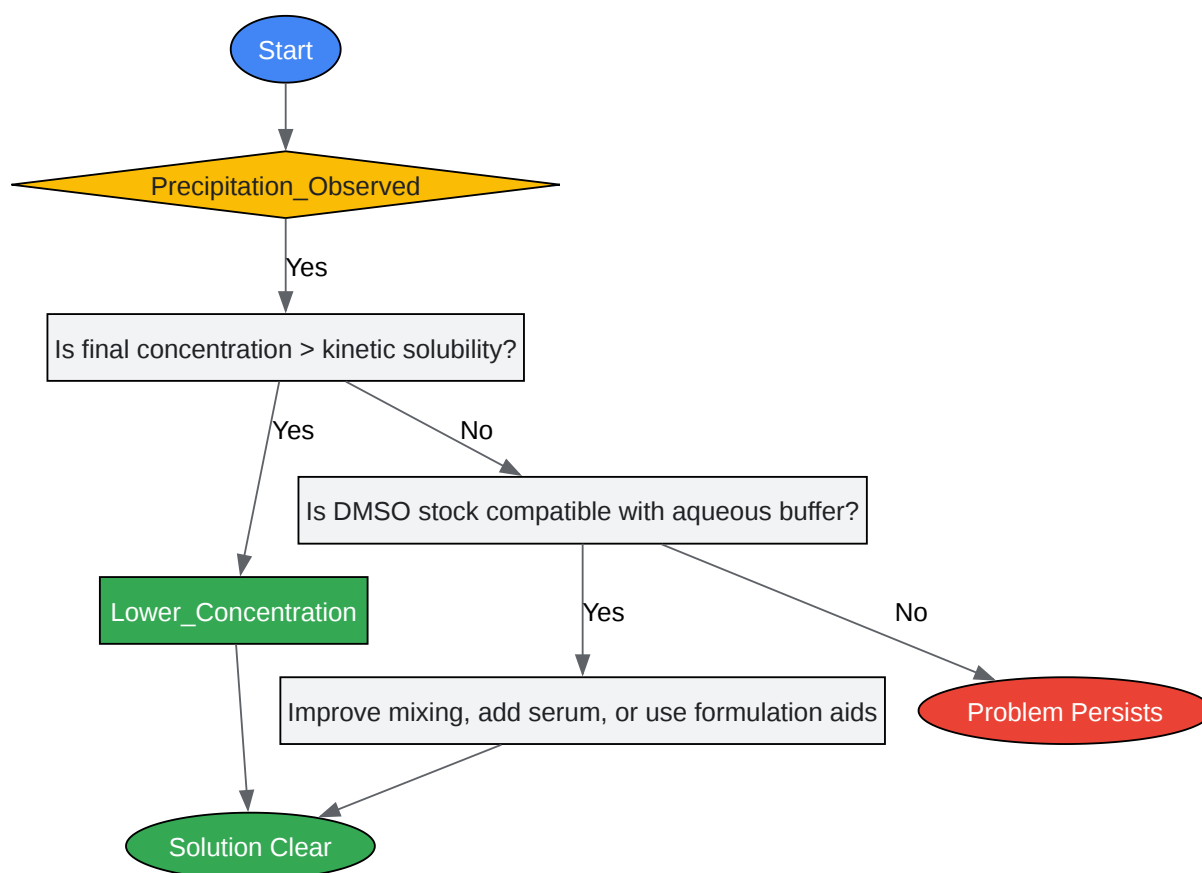 Start
Precipitation_Observed
Yes
Is final concentration > kinetic solubility?
Yes
No
Is DMSO stock compatible with aqueous buffer?
Lower_Concentration
Yes
No
Improve mixing, add serum, or use formulation aids
Problem Persists
Solution Clear